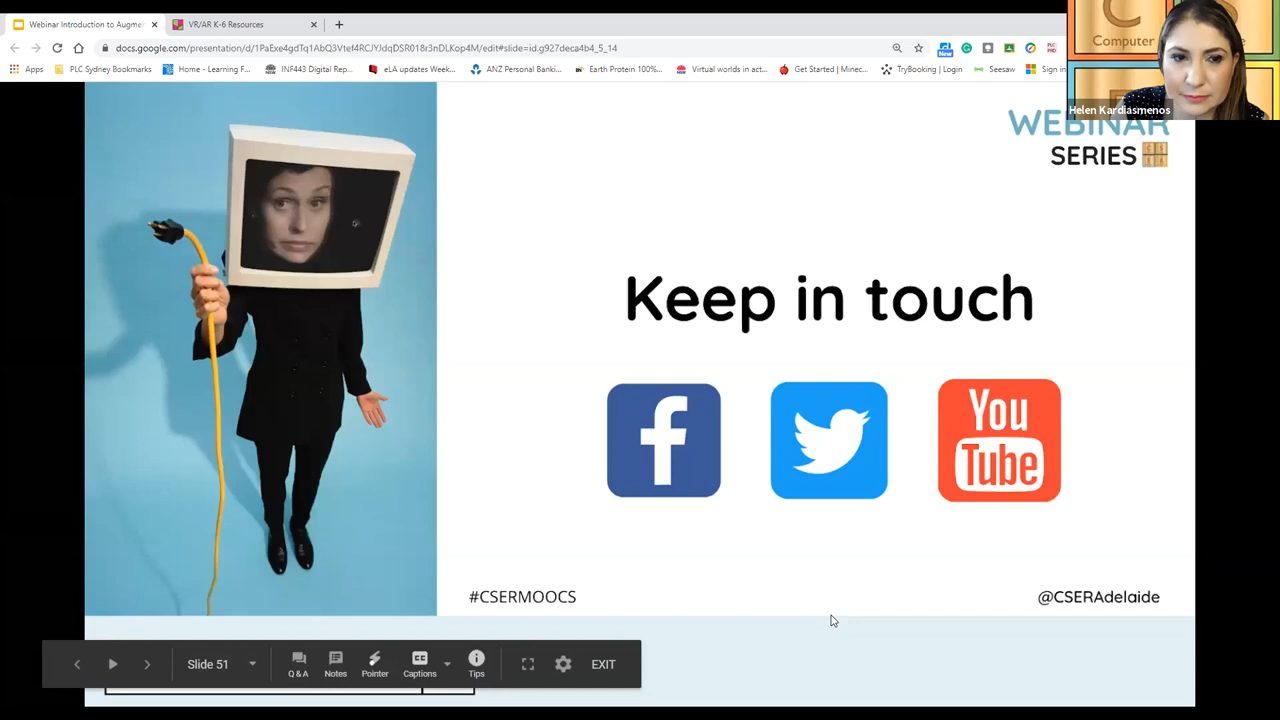 Webinar Introduction to Augmer
VR/AR K-6 Resources
docs.google.com/presentation/d/1PaExe4gdTq1AbQ3Vtef4RCJYJdqDSR018r3nDLKop4M/edit#slide=id.g927deca4b4_5_14
New
Apps
PLC Sydney Bookmarks
Home - Learning F...
INF443 Digital Rep...
eLA updates Week...
ANZ Personal Banki...
Earth Protein 100%...
Virtual worlds in act...
Get Started | Minec...
TryBooking | Login
Seesaw
Sign in
C
Computer
Helen Kardiasmenos
WEBINAR
SERIES
Keep in touch
f
You
Tube
#CSERMOOCS
@CSERAdelaide
Slide 51
Q & A
Notes
Pointer
CC
Captions
Tips
EXIT